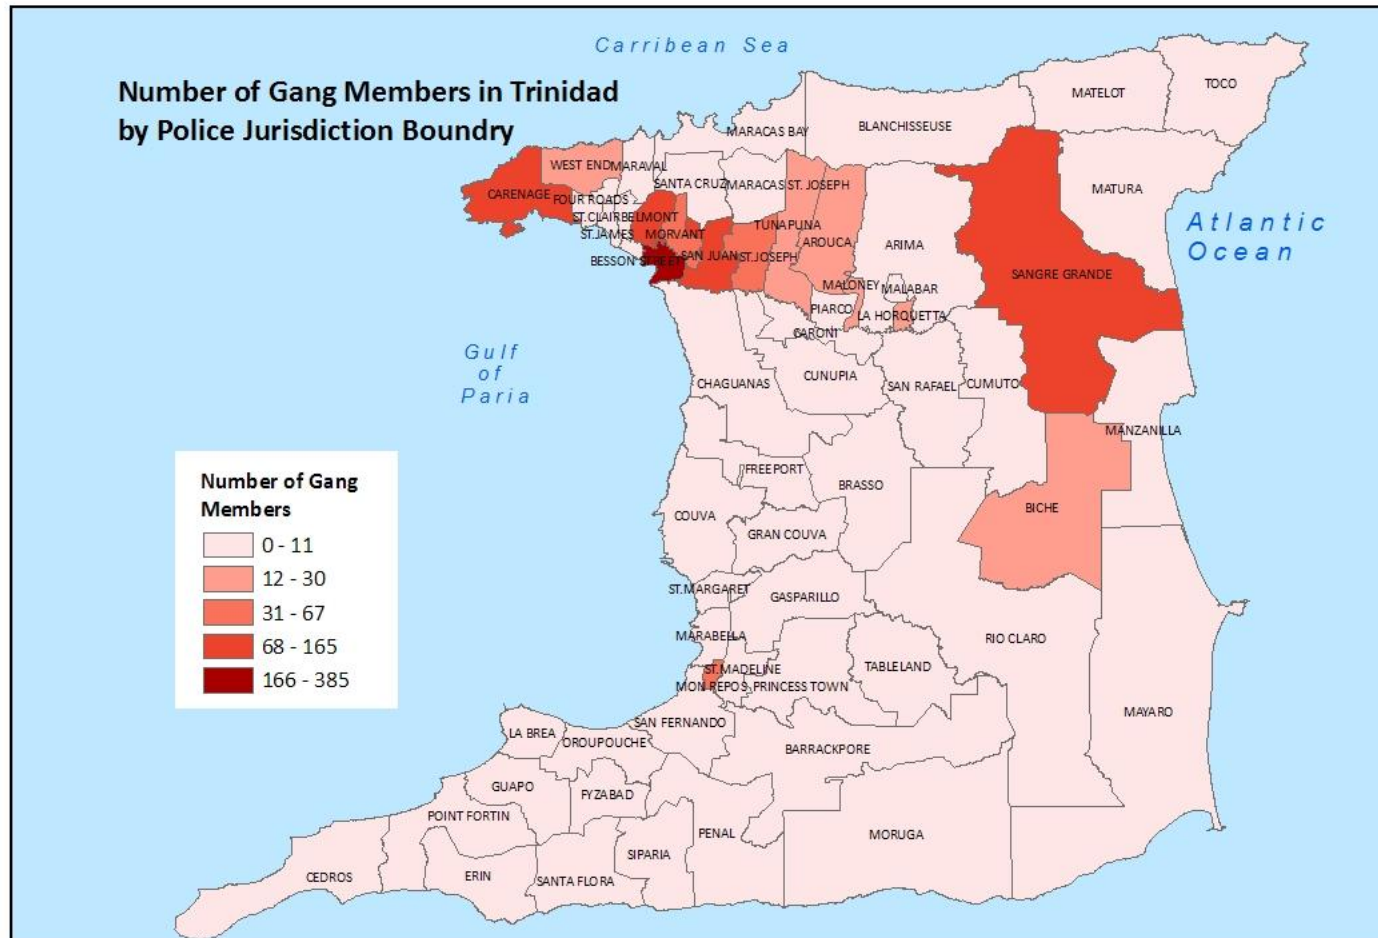 Carribean Sea
Number of Gang Members in Trinidad
by Police Jurisdiction Boundry
TOCO
MATELOT
BLANCHISSEUSE
MARACAS BAY
WEST END
MARAVAL
SANTA CRUZ
MARACAS
ST. JOSEPH
MATURA
CARENAGE
FOUR ROADS
ST.CLAIR
BELMONT
ST.JAMES
MORVANT
TUNAPUNA
AROUCA
ARIMA
Atlantic
Ocean
BESSON STREET
SAN JUAN
ST.JOSEPH
SANGRE GRANDE
MALONEY
MALABAR
PIARCO
LA HORQUETTA
CARONI
Gulf
of
Paria
CHAGUANAS
CUNUPIA
SAN RAFAEL
CUMUTO
MANZANILLA
FREEPORT
BRASSO
BICHE
COUVA
GRAN COUVA
ST.MARGARET
GASPARILLO
MARABELLA
RIO CLARO
ST.MADELINE
TABLELAND
MON REPOS
PRINCESS TOWN
MAYARO
SAN FERNANDO
LA BREA
OROUPOUCHE
BARRACKPORE
GUAPO
FYZABAD
POINT FORTIN
PENAL
MORUGA
SIPARIA
CEDROS
ERIN
SANTA FLORA
Number of Gang
Members
0 - 11
12 - 30
31 - 67
68 - 165
166 - 385